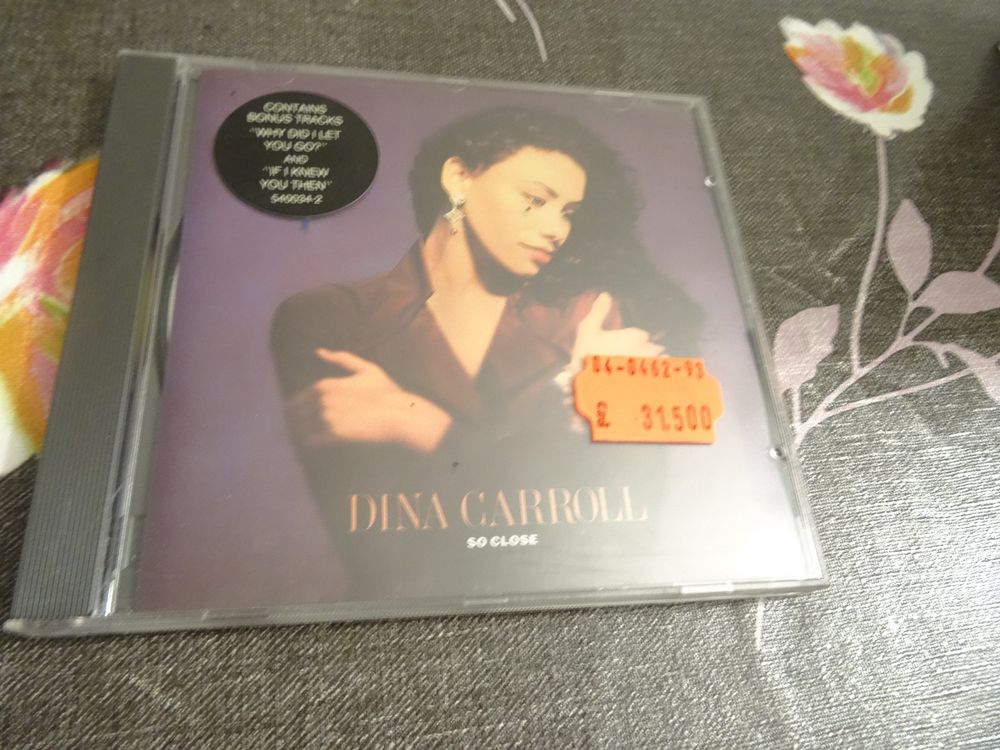 CONTAINS
BONUS TRACKS
"WHY DID I LET
YOU GO?"
AND
"IF I KNEW
YOU THEN"
540034-2
04-0462-93
£ 31.500
DINA CARROLL
SO CLOSE